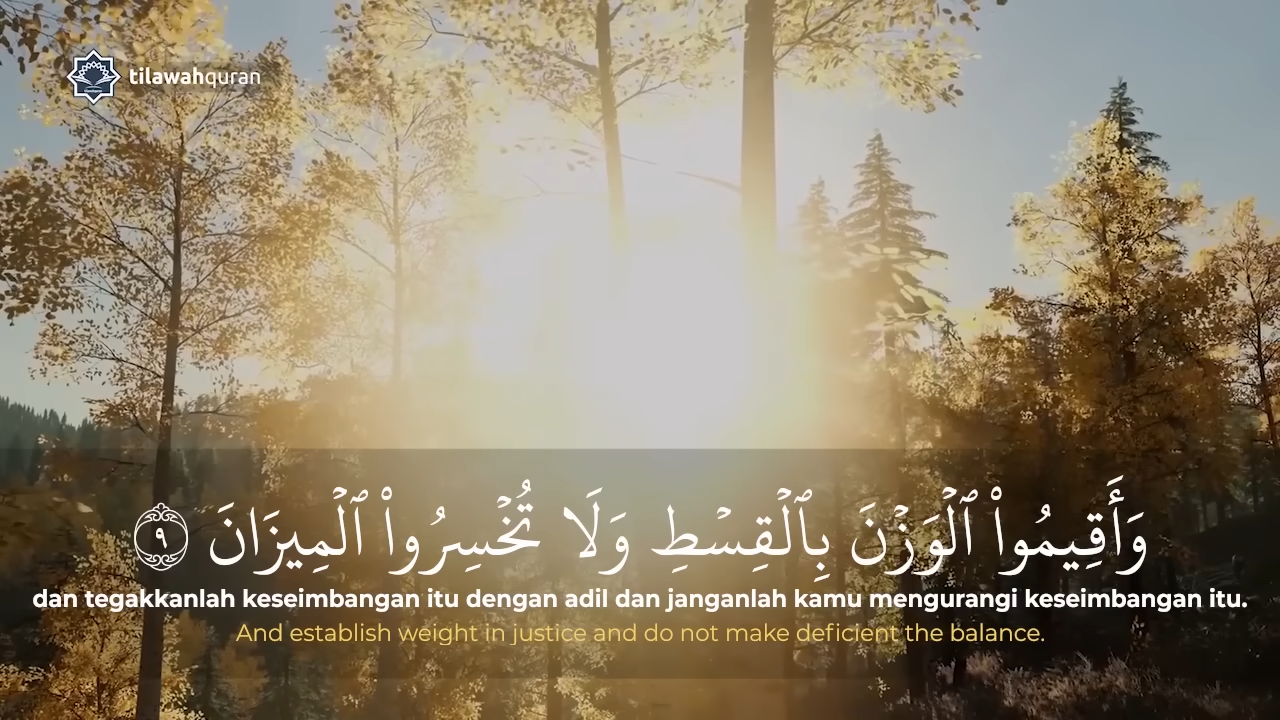 tilawahquran
وَأَقِيمُوا۟ ٱلْوَزْنَ بِٱلْقِسْطِ وَلَا تُخْسِرُوا۟ ٱلْمِيزَانَ ٩
dan tegakkanlah keseimbangan itu dengan adil dan janganlah kamu mengurangi keseimbangan itu.
And establish weight in justice and do not make deficient the balance.